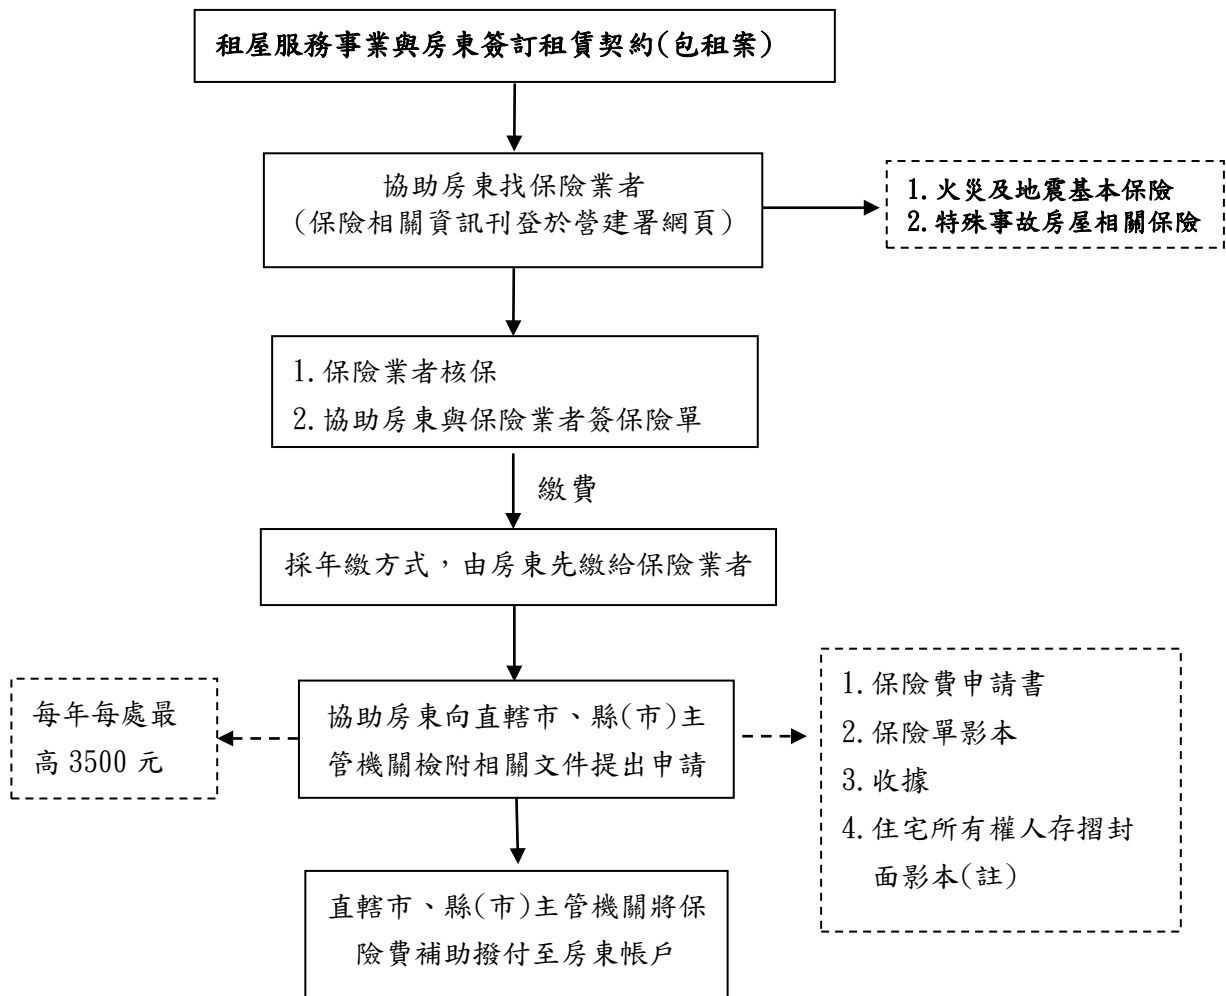 租屋服務事業與房東簽訂租賃契約(包租案)
協助房東找保險業者
(保險相關資訊刊登於營建署網頁)
1.火災及地震基本保險
2.特殊事故房屋相關保險
1.保險業者核保
2.協助房東與保險業者簽保險單
繳費
採年繳方式，由房東先繳給保險業者
每年每處最
高 3500 元
協助房東向直轄市、縣(市)主
管機關檢附相關文件提出申請
1.保險費申請書
2.保險單影本
3.收據
4.住宅所有權人存摺封
面影本(註)
直轄市、縣(市)主管機關將保
險費補助撥付至房東帳戶